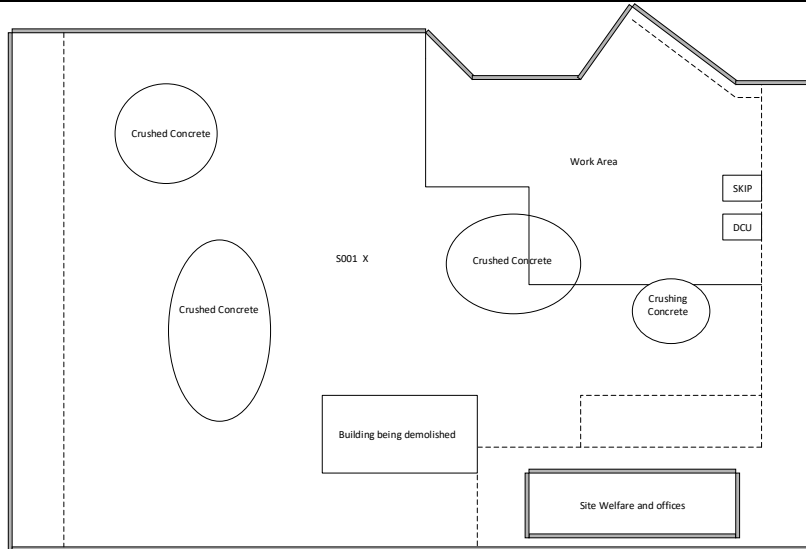 Crushed Concrete
Work Area
SKIP
DCU
S001 X
Crushed Concrete
Crushed Concrete
Crushing
Concrete
Building being demolished
Site Welfare and offices